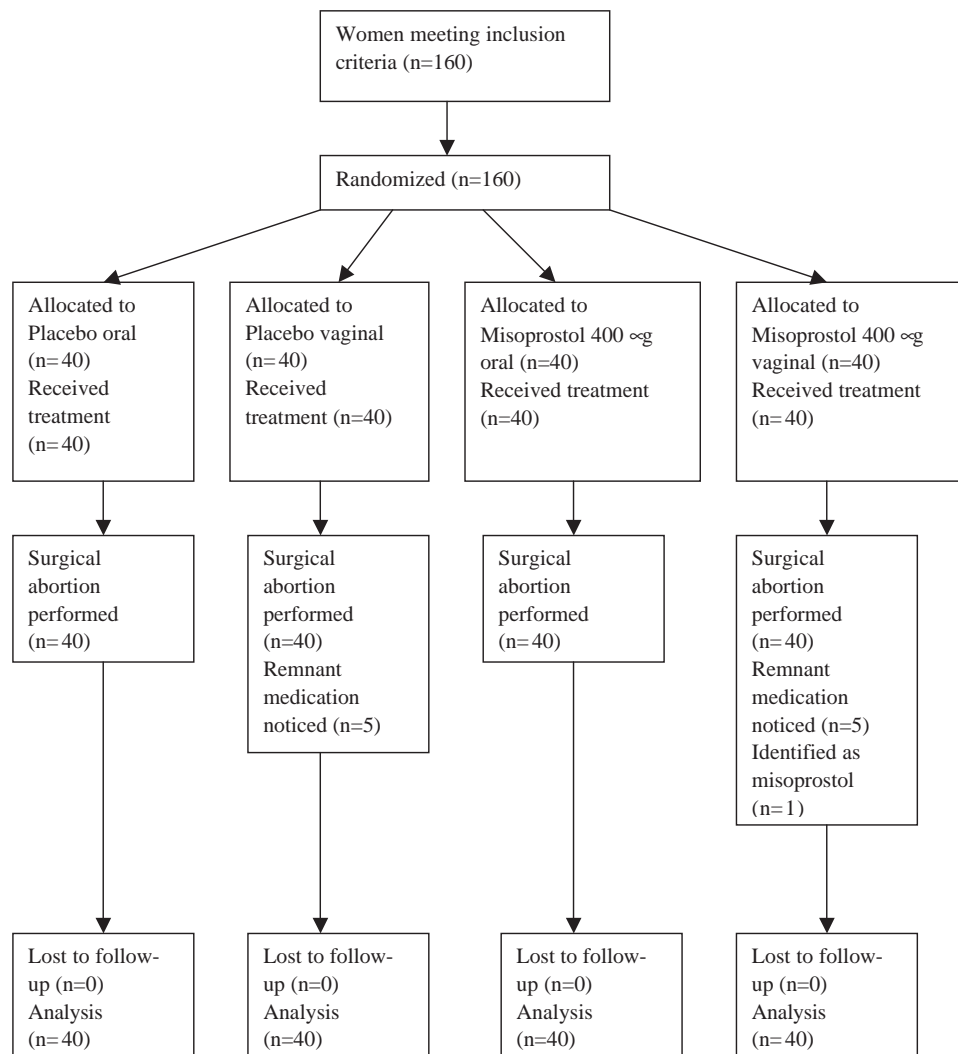 Women meeting inclusion
criteria (n=160)
Randomized (n=160)
Allocated to
Placebo oral
(n=40)
Received
treatment
(n=40)
Allocated to
Placebo vaginal
(n=40)
Received
treatment (n=40)
Allocated to
Misoprostol 400 ∝g
oral (n=40)
Received treatment
(n=40)
Allocated to
Misoprostol 400 ∝g
vaginal (n=40)
Received treatment
(n=40)
Surgical
abortion
performed
(n=40)
Surgical
abortion
performed
(n=40)
Remnant
medication
noticed (n=5)
Surgical
abortion
performed
(n=40)
Surgical
abortion
performed
(n=40)
Remnant
medication
noticed (n=5)
Identified as
misoprostol
(n=1)
Lost to follow-
up (n=0)
Analysis
(n=40)
Lost to follow-
up (n=0)
Analysis
(n=40)
Lost to follow-
up (n=0)
Analysis
(n=40)
Lost to follow-
up (n=0)
Analysis
(n=40)